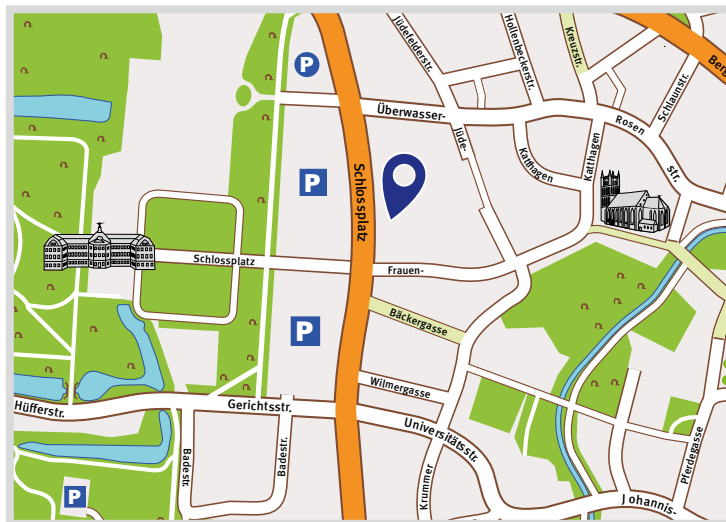 Jüdefelderstr.
Hollenbeckerstr.
Kreuzstr.
Berg
P
Schlaunstr.
Überwasser-
Rosen
str.
Jüde-
Katthagen
Katthagen
P
Schlossplatz
Schlossplatz
Frauen-
Bäckergasse
P
Wilmergasse
Hüfferstr.
Gerichtsstr.
Universitätsstr.
Badestr.
Badestr.
Krummer
Pferdegasse
P
Johannis-